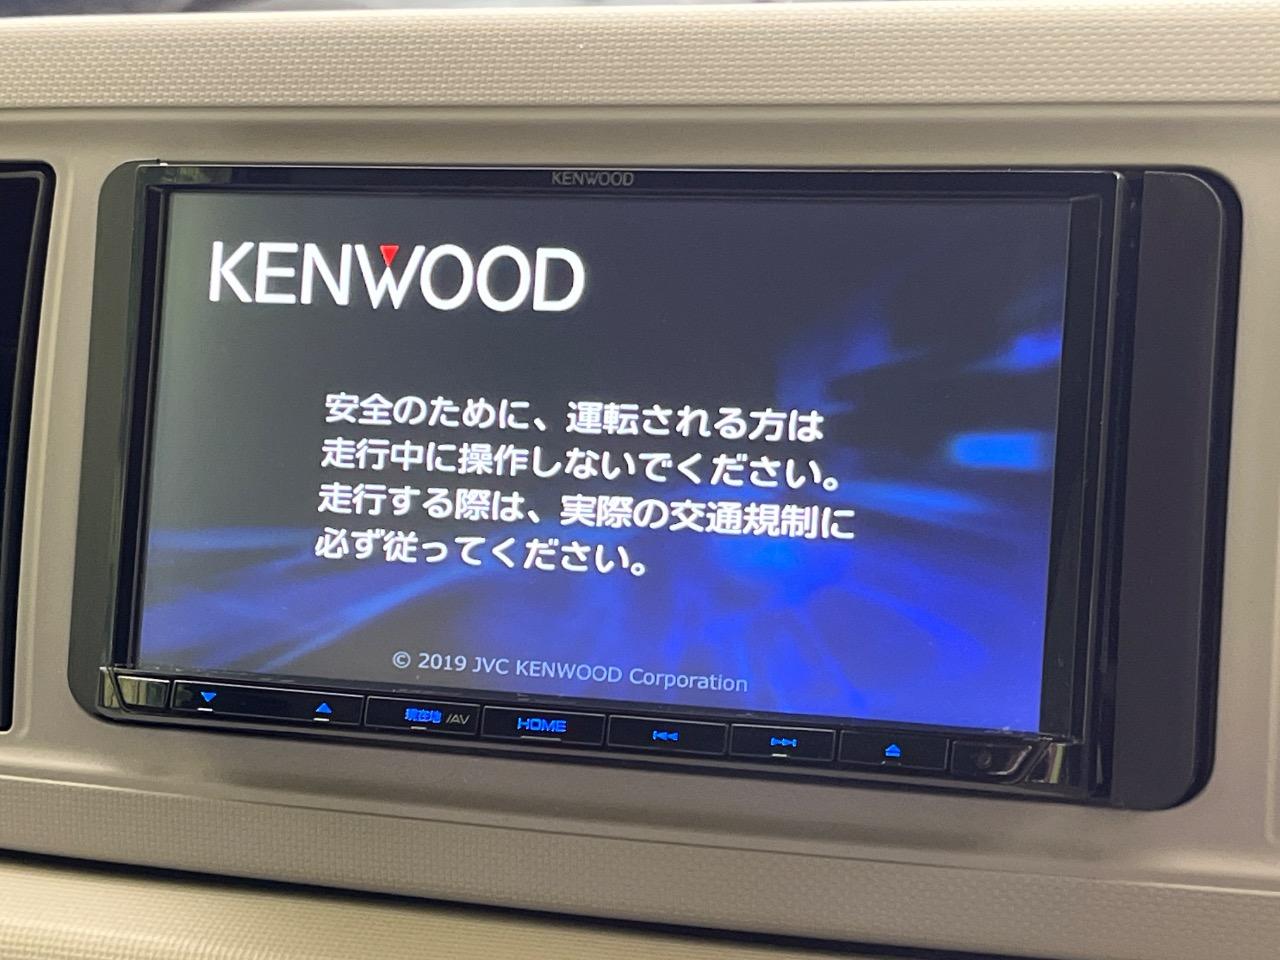 KENWOOD
KENWOOD
安全のために、運転される方は
走行中に操作しないでください。
走行する際は、実際の交通規制に
必ず従ってください。
© 2019 JVC KENWOOD Corporation
現在地/AV HOME